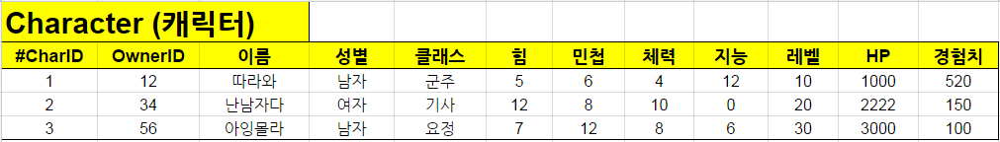 Character (캐릭터)
#CharID OwnerID 이름 성별 클래스 힘 민첩 체력 지능 레벨 HP 경험치
1 12 따라와 남자 군주 5 6 4 12 10 1000 520
2 34 난남자다 여자 기사 12 8 10 0 20 2222 150
3 56 아잉몰라 남자 요정 7 12 8 6 30 3000 100